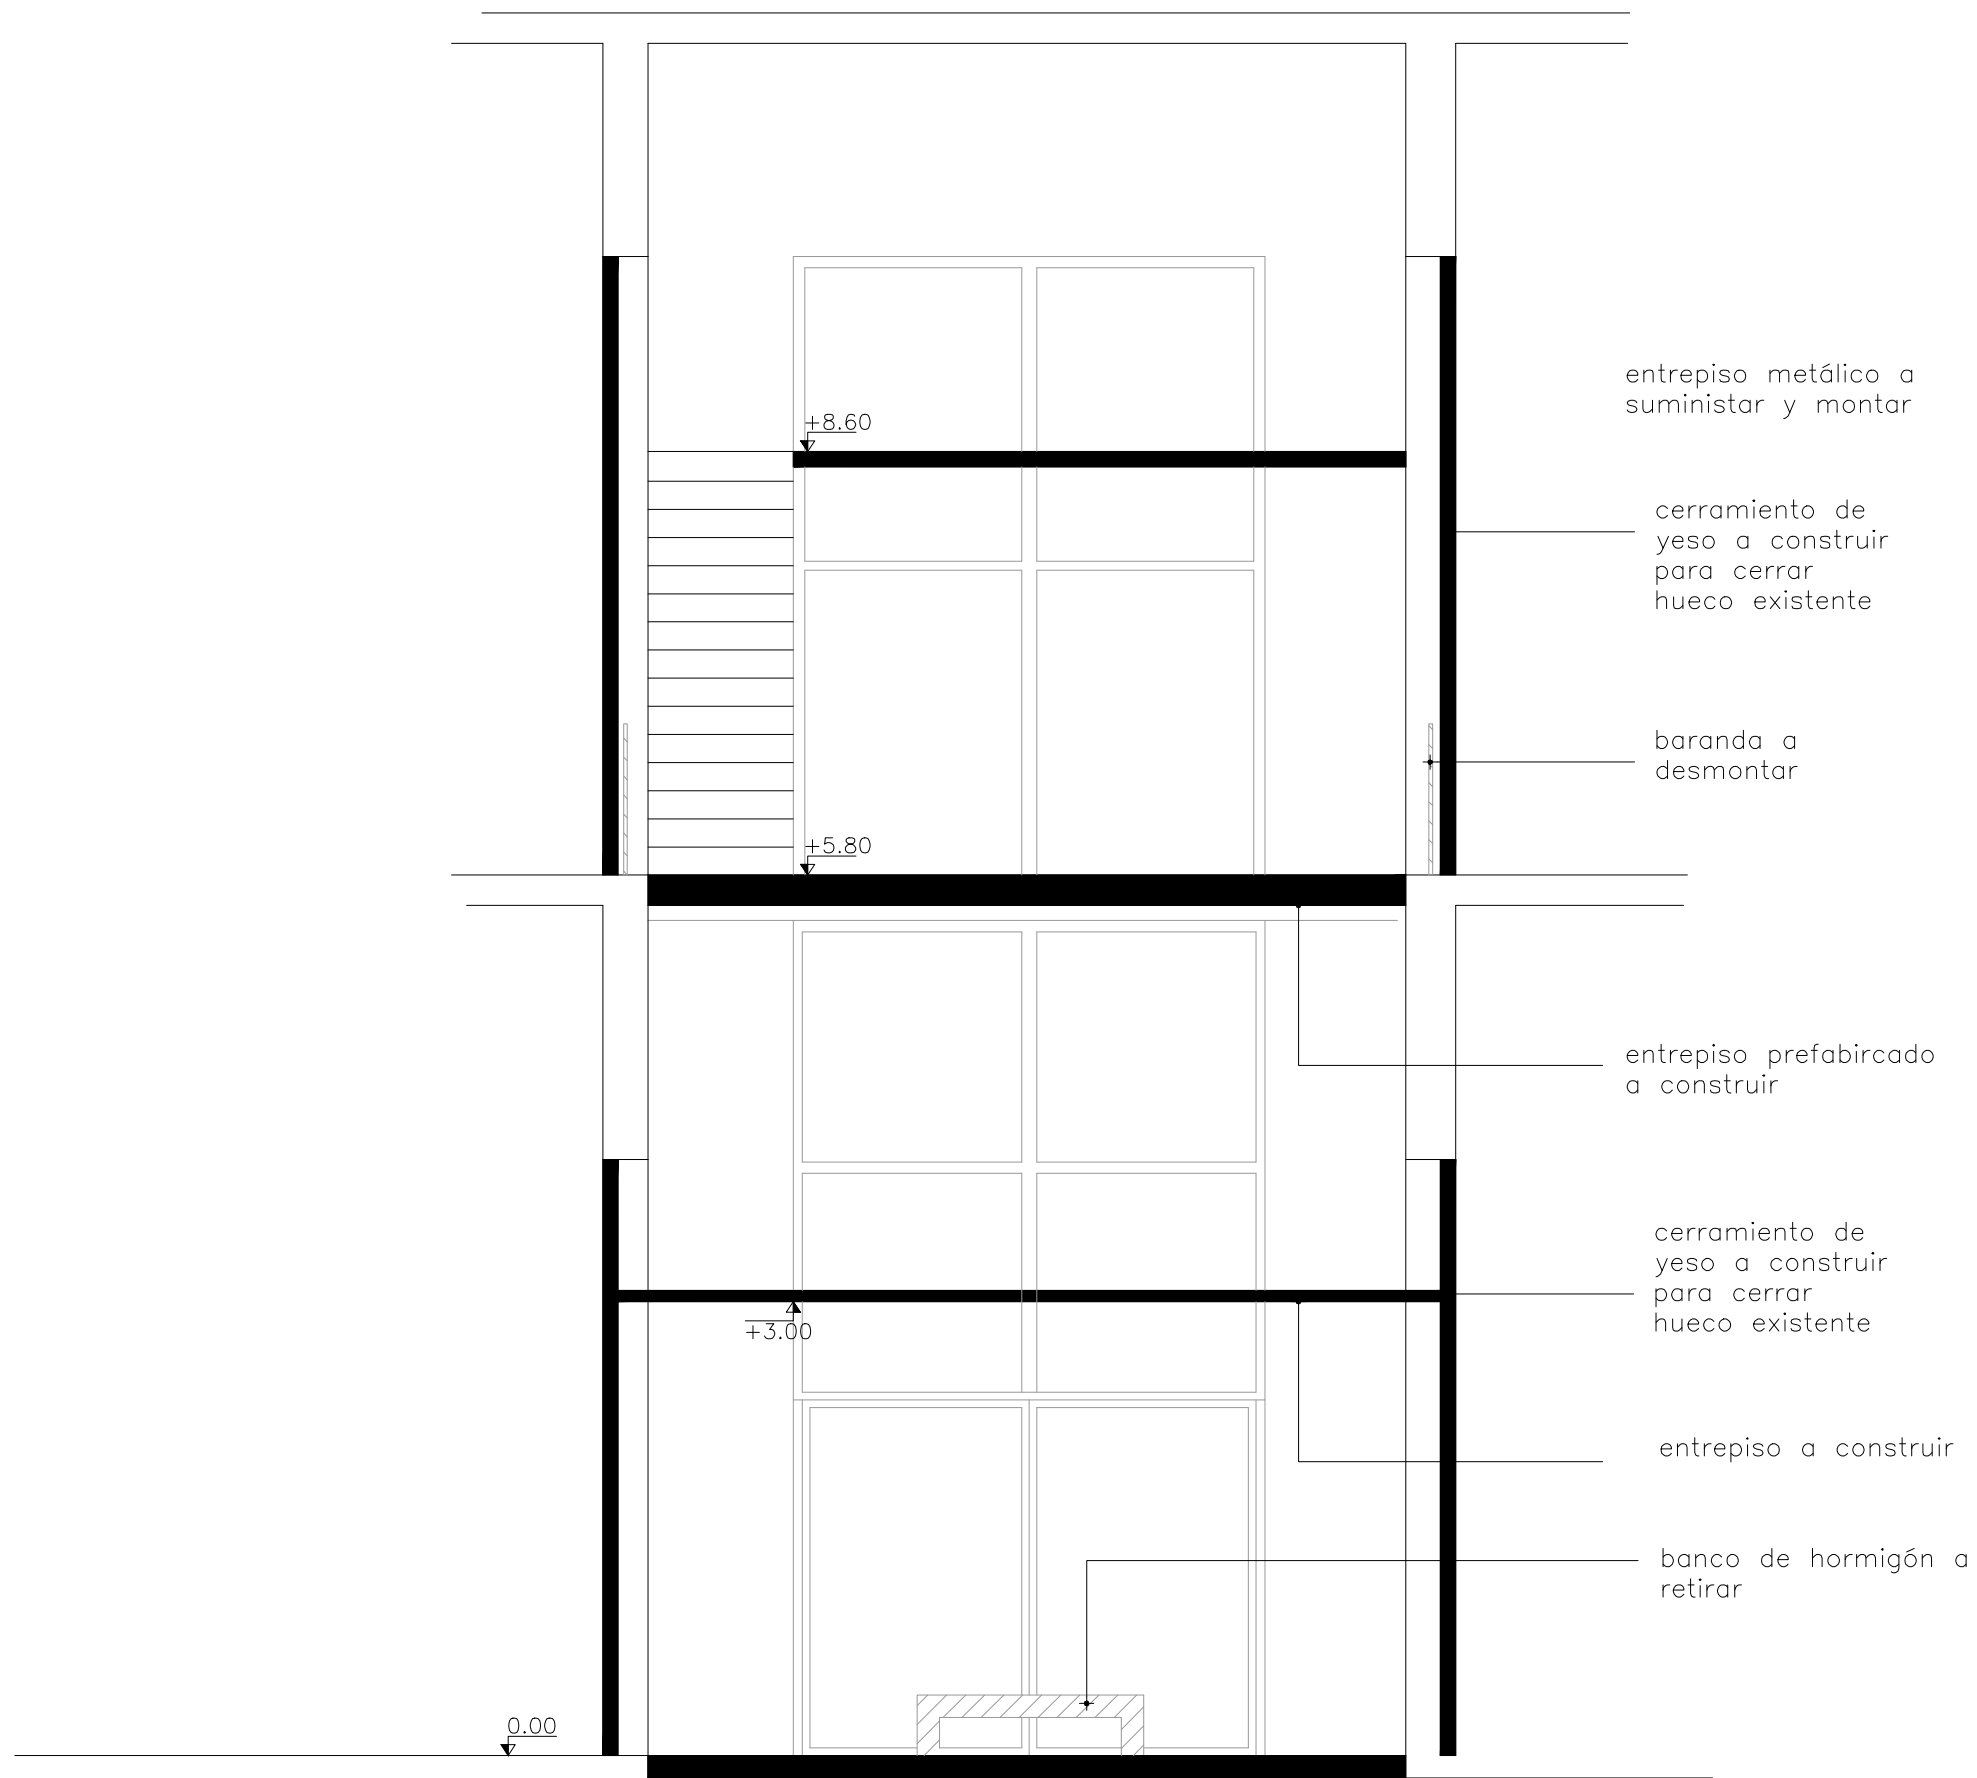 entrepiso metálico a
suministar y montar
+8.60
cerramiento de
yeso a construir
para cerrar
hueco existente
baranda a
desmontar
+5.80
entrepiso prefabircado
a construir
cerramiento de
yeso a construir
para cerrar
hueco existente
+3.00
entrepiso a construir
banco de hormigón a
retirar
0.00